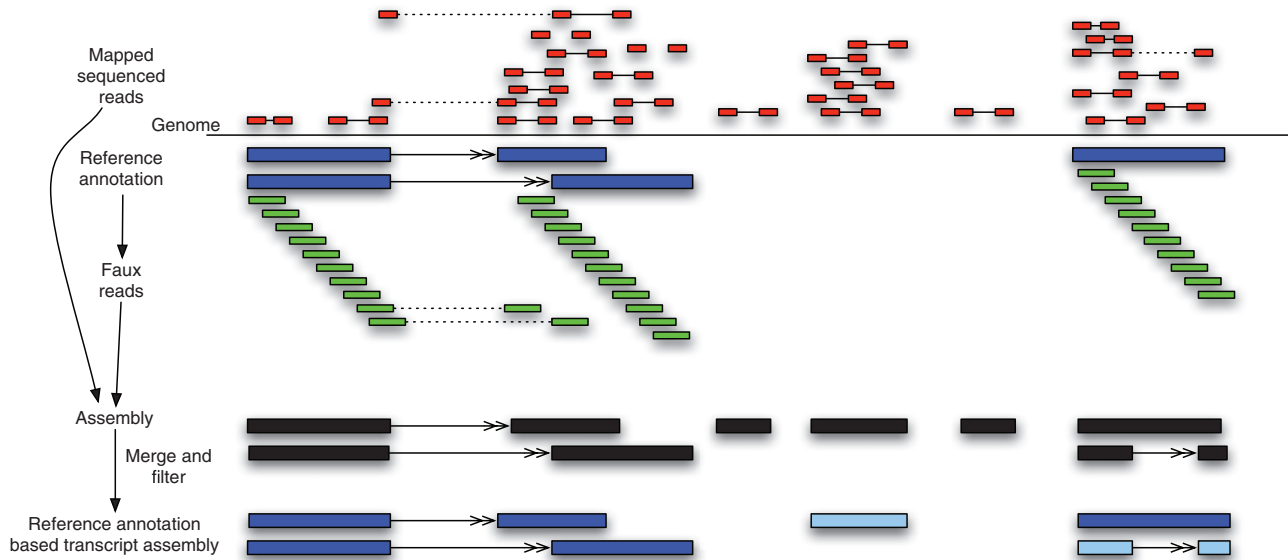 Mapped
sequenced
reads
Genome
Reference
annotation
Faux
reads
Assembly
Merge and
filter
Reference annotation
based transcript assembly